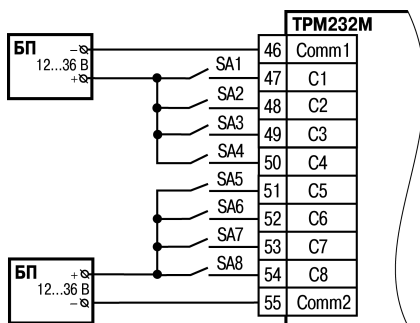 ТРМ232М
БП
12...36 В
–
+
46 Comm1
SA1 47 C1
SA2 48 C2
SA3 49 C3
SA4 50 C4
SA5 51 C5
SA6 52 C6
SA7 53 C7
SA8 54 C8
55 Comm2
БП
12...36 В
+
–